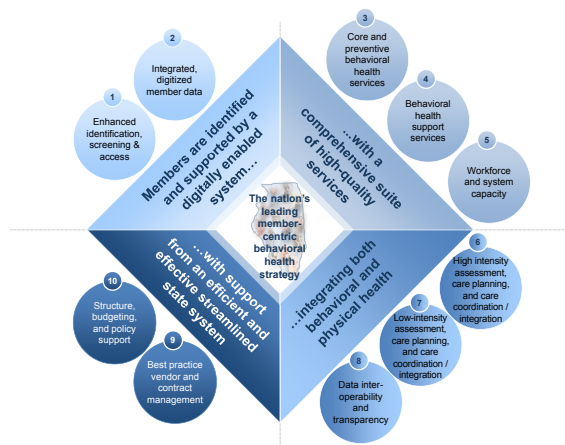 1
Enhanced
identification,
screening &
access
2
Integrated,
digitized
member data
Members are identified
and supported by a
digitally enabled
system...
3
Core and
preventive
behavioral
health
services
4
Behavioral
health
support
services
5
Workforce
and system
capacity
...with a
comprehensive suite
of high-quality
services
The nation's
leading
member-
centric
behavioral
health
strategy
6
High intensity
assessment,
care planning,
and care
coordination /
integration
7
Low-intensity
assessment,
care planning,
and care
coordination /
integration
8
Data inter-
operability and
transparency
...integrating both
behavioral and
physical health
9
Best practice
vendor and
contract
management
10
Structure,
budgeting,
and policy
support
...with support
from an efficient and
effective streamlined
state system